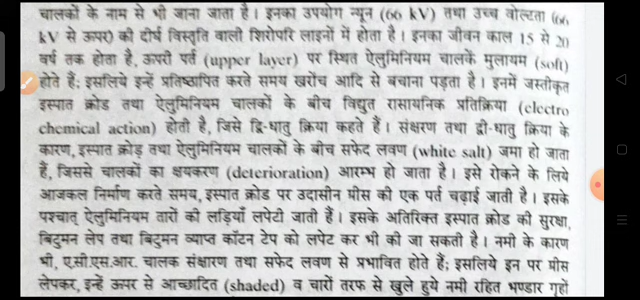 चालकों के नाम से भी जाना जाता है। इनका उपयोग न्यून (66 kV) तथा उच्च वोल्टता (66
kV से ऊपर) की दीर्घ विस्तृति वाली शिरोपरि लाइनों में होता है। इनका जीवन काल 15 से 20
वर्ष तक होता है, ऊपरी पर्त (upper layer) पर स्थित ऐलुमिनियम चालकें मुलायम (soft)
होते हैं; इसलिये इन्हें प्रतिष्ठापित करते समय खरोंच आदि से बचाना पड़ता है। इनमें जस्तीकृत
इस्पात क्रोड तथा ऐलुमिनियम चालकों के बीच विद्युत रासायनिक प्रतिक्रिया (electro
chemical action) होती है, जिसे द्वि-धातु क्रिया कहते हैं। संक्षरण तथा द्वी-धातु क्रिया के
कारण, इस्पात क्रोड़ तथा ऐलुमिनियम चालकों के बीच सफेद लवण (white salt) जमा हो जाता
हैं, जिससे चालकों का क्षयकरण (deterioration) आरम्भ हो जाता है। इसे रोकने के लिये
आजकल निर्माण करते समय, इस्पात क्रोड पर उदासीन ग्रीस की एक पर्त चढ़ाई जाती है। इसके
पश्चात् ऐलुमिनियम तारों की लड़ियाँ लपेटी जाती हैं। इसके अतिरिक्त इस्पात क्रोड की सुरक्षा,
बिटुमन लेप तथा बिटुमन व्याप्त कॉटन टेप को लपेट कर भी की जा सकती है। नमी के कारण
भी, ए.सी.एस.आर. चालक संक्षारण तथा सफेद लवण से प्रभावित होते हैं; इसलिये इन पर ग्रीस
लेपकर, इन्हें ऊपर से आच्छादित (shaded) व चारों तरफ से खुले हुये नमी रहित भण्डार गृहों